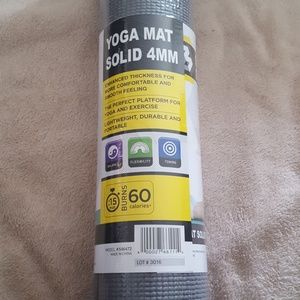 YOGA MAT
SOLID 4MM
ENHANCED THICKNESS FOR
MORE COMFORTABLE AND
SMOOTH FEELING
THE PERFECT PLATFORM FOR
YOGA AND EXERCISE
LIGHTWEIGHT, DURABLE AND
PORTABLE
FLEXIBILITY
TONING
15
BURNS
60
calories+
MADE IN CHINA
LOT # 3016